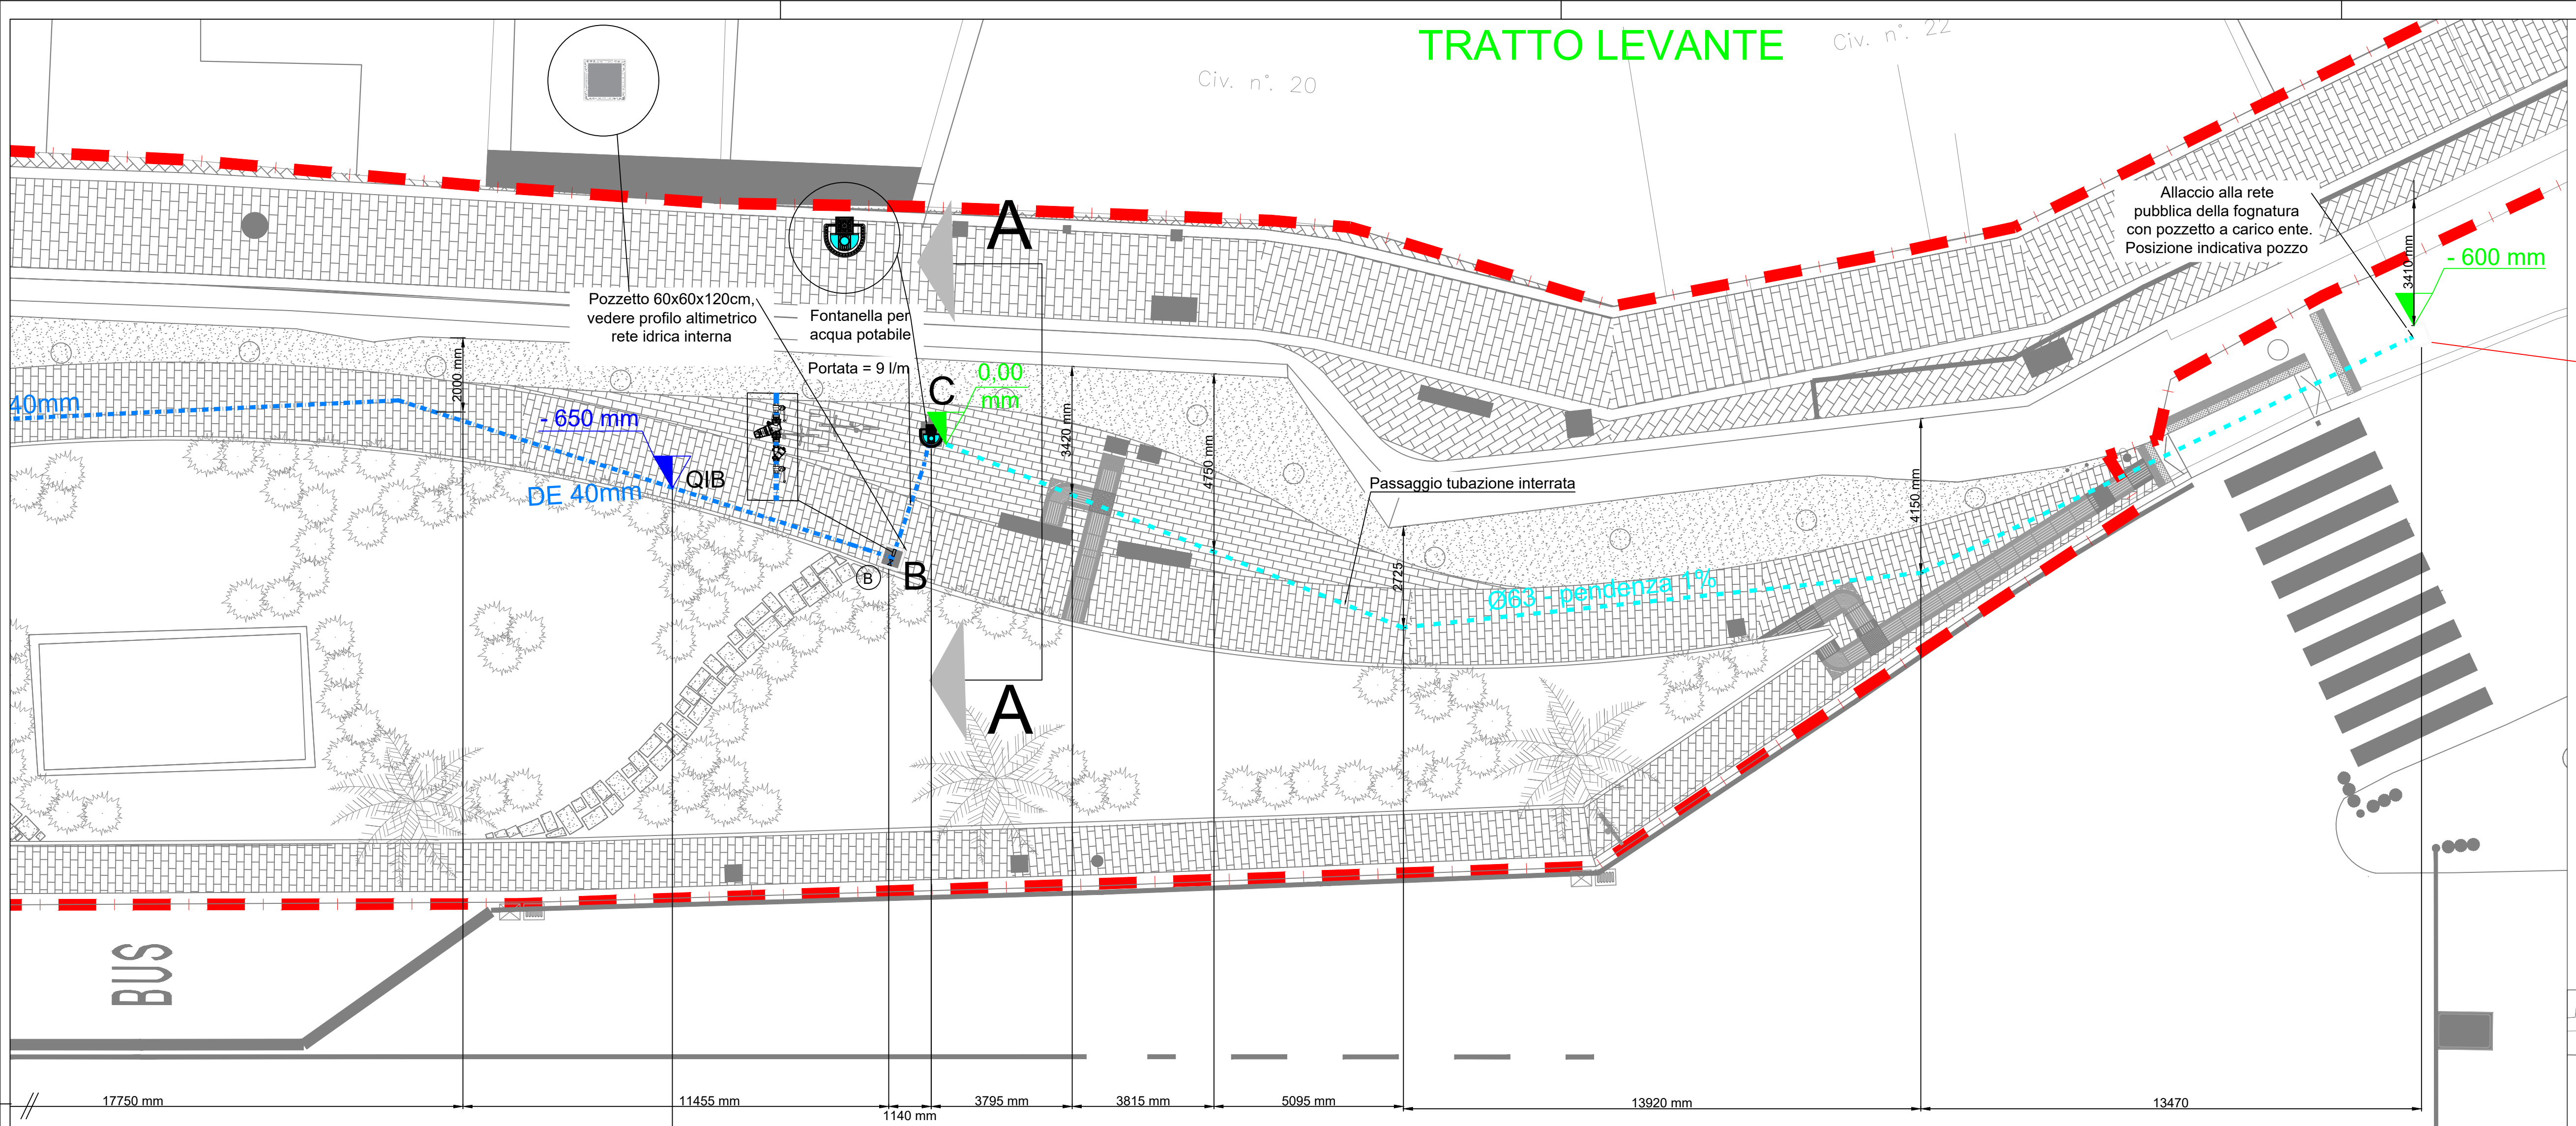 TRATTO LEVANTE
Civ. n°. 20
Civ. n°. 22
A
Allaccio alla rete
pubblica della fognatura
con pozzetto a carico ente.
Posizione indicativa pozzo
3410 mm
- 600 mm
Pozzetto 60x60x120cm,
vedere profilo altimetrico
rete idrica interna
Fontanella per
acqua potabile
Portata = 9 l/m
C
0,00
mm
2000 mm
40mm
- 650 mm
QIB
DE 40mm
3420 mm
4750 mm
Passaggio tubazione interrata
4150 mm
2725
Ø63 - pendenza 1%
B
B
A
BUS
17750 mm
11455 mm
1140 mm
3795 mm
3815 mm
5095 mm
13920 mm
13470